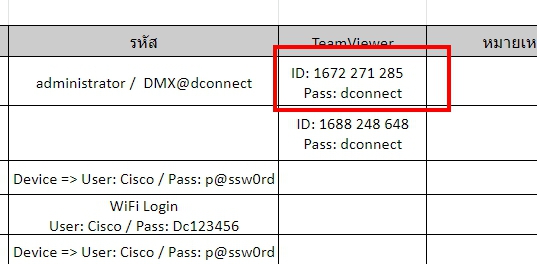 รหัส
TeamViewer
หมายเห
administrator / DMX@dconnect
ID: 1672 271 285
Pass: dconnect
ID: 1688 248 648
Pass: dconnect
Device => User: Cisco / Pass: p@ssw0rd
WiFi Login
User: Cisco / Pass: Dc123456
Device => User: Cisco / Pass: p@ssw0rd